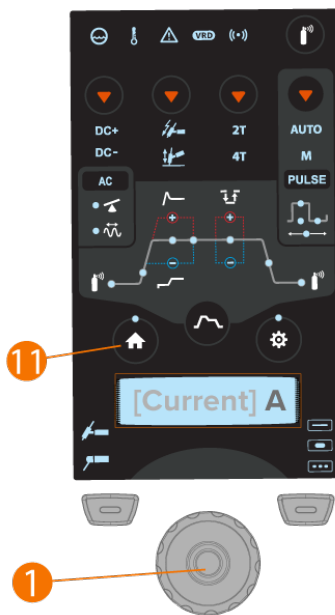 VRD
DC+
2T
AUTO
DC-
4T
M
AC
PULSE
11
[Current] A
1